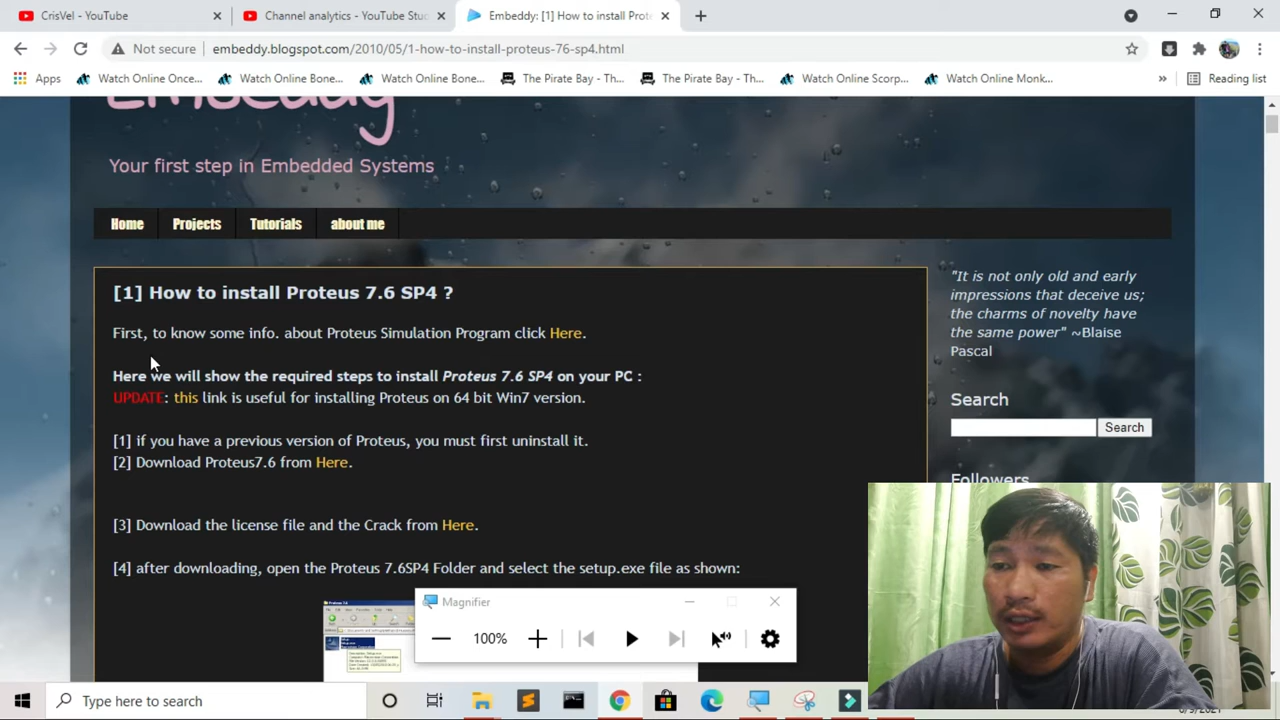 CrisVel - YouTube
Channel analytics - YouTube Stu
Embeddy: [1] How to install Prote
Not secure
embeddy.blogspot.com/2010/05/1-how-to-install-proteus-76-sp4.html
Apps
Watch Online Once...
Watch Online Bone...
Watch Online Bone...
The Pirate Bay - Th...
The Pirate Bay - Th...
Watch Online Scorp...
Watch Online Monk...
»
Reading list
Embeddy
Your first step in Embedded Systems
Home
Projects
Tutorials
about me
[1] How to install Proteus 7.6 SP4 ?
First, to know some info. about Proteus Simulation Program click Here.
Here we will show the required steps to install Proteus 7.6 SP4 on your PC :
UPDATE: this link is useful for installing Proteus on 64 bit Win7 version.
[1] if you have a previous version of Proteus, you must first uninstall it.
[2] Download Proteus7.6 from Here.
[3] Download the license file and the Crack from Here.
[4] after downloading, open the Proteus 7.6SP4 Folder and select the setup.exe file as shown:
"It is not only old and early
impressions that deceive us;
the charms of novelty have
the same power" ~Blaise
Pascal
Search
Search
Followers
Magnifier
100%
Type here to search